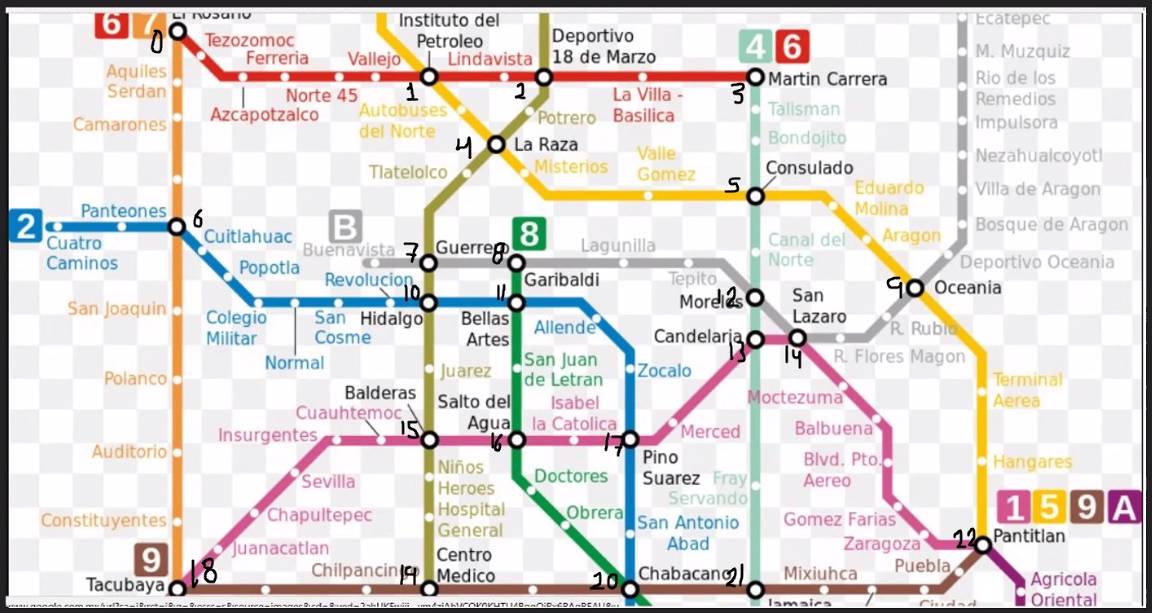 El Rosario
6 7
0
Tezozomoc
Ferreria
Vallejo
Instituto del
Petroleo
Lindavista
Deportivo
18 de Marzo
4 6
Martin Carrera
Ecatepec
M. Muzquiz
Rio de los
Remedios
Impulsora
Nezahualcoyotl
Villa de Aragon
Bosque de Aragon
Deportivo Oceania
Aquiles
Serdan
Camarones
Norte 45
Azcapotzalco
1
2
3
La Villa -
Basilica
Autobuses
del Norte
Potrero
4
La Raza
Talisman
Bondojito
Tlatelolco
Misterios
Valle
Gomez
5
Consulado
Eduardo
Molina
Aragon
2
Panteones
6
Cuatro
Caminos
Cuitlahuac
Popotla
B
Buenavista
7
Guerrero
8
8
Garibaldi
Lagunilla
Tepito
Canal del
Norte
9
Oceania
San Joaquin
Colegio
Militar
Normal
San
Cosme
Revolucion
10
Hidalgo
11
Bellas
Artes
Allende
12
Morelos
San
Lazaro
R. Rubio
R. Flores Magon
Candelaria
13
14
Polanco
Juarez
San Juan
de Letran
Zocalo
Terminal
Aerea
Balderas
Cuauhtemoc
Salto del
Agua
Isabel
la Catolica
Moctezuma
Insurgentes
15
16
17
Merced
Balbuena
Auditorio
Sevilla
Niños
Heroes
Hospital
General
Doctores
Pino
Suarez
Fray
Servando
Blvd. Pto.
Aereo
Hangares
Constituyentes
Chapultepec
Obrera
San Antonio
Abad
Gomez Farias
Zaragoza
1 5 9 A
22
Pantitlan
Juanacatlan
9
Tacubaya
18
Chilpancingo
19
Centro
Medico
20
Chabacano
21
Jamaica
Mixiuhca
Puebla
Ciudad
Agricola
Oriental